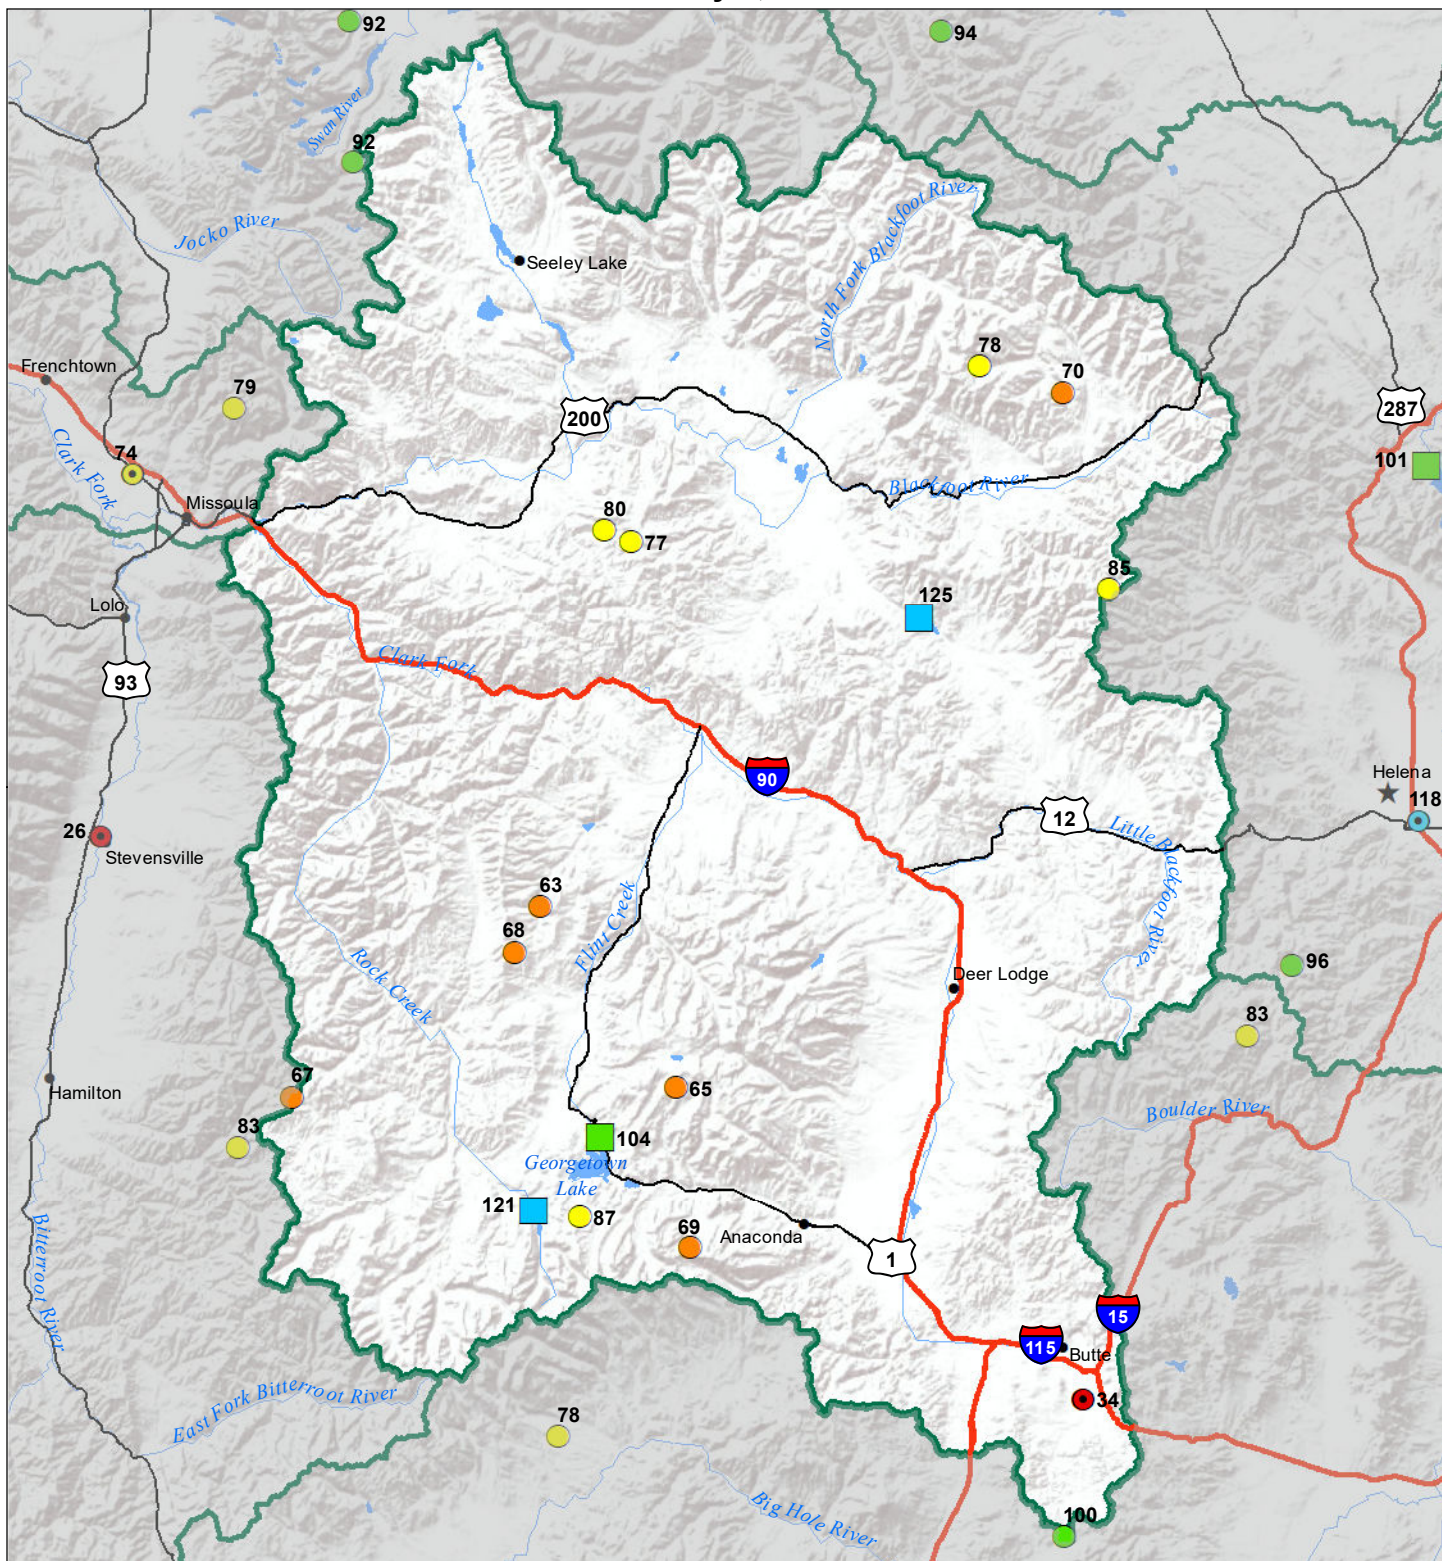 92
94
Swan River
92
Jocko River
North Fork Blackfoot River
Seeley Lake
Frenchtown
79
78
70
200
287
Clark Fork
74
101
Missoula
Blackfoot River
80
77
85
Lolo
125
93
Clark Fork
90
Helena
118
12
Little Blackfoot River
26
Stevensville
63
Flint Creek
68
Rock Creek
Deer Lodge
96
83
67
Hamilton
65
Boulder River
83
104
Georgetown
Lake
121
87
69
Anaconda
1
Bitterroot River
15
115
Butte
34
East Fork Bitterroot River
78
Big Hole River
100